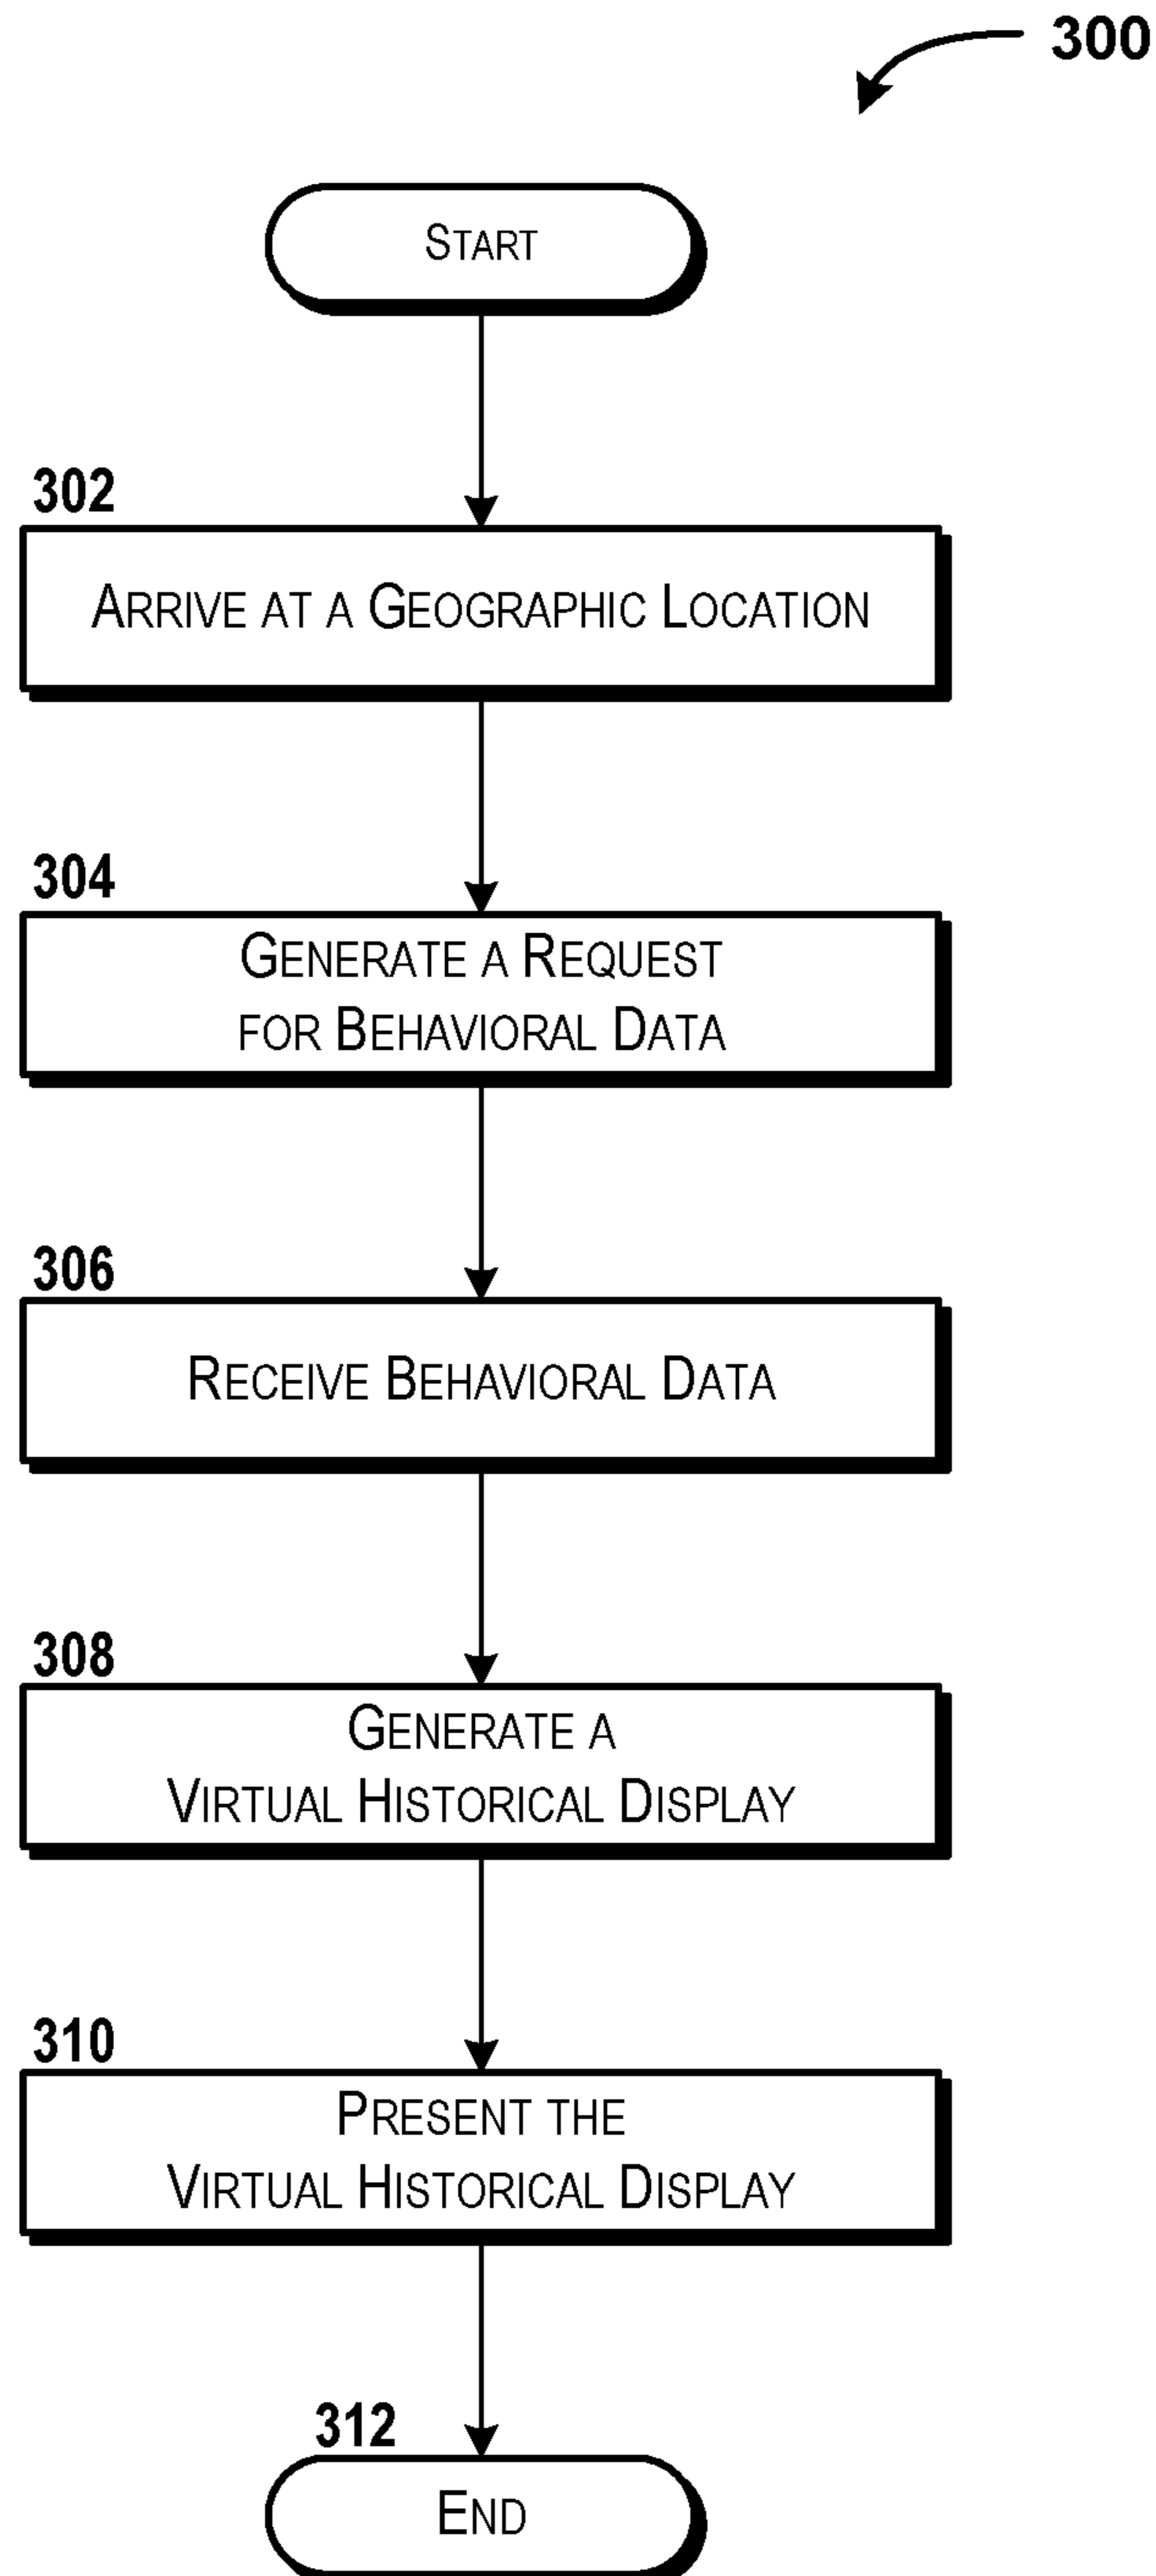 300
START
302
ARRIVE AT A GEOGRAPHIC LOCATION
304
GENERATE A REQUEST
FOR BEHAVIORAL DATA
306
RECEIVE BEHAVIORAL DATA
308
GENERATE A
VIRTUAL HISTORICAL DISPLAY
310
PRESENT THE
VIRTUAL HISTORICAL DISPLAY
312
END